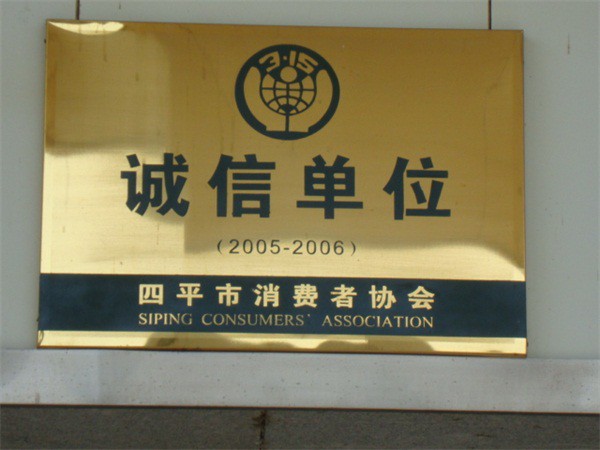 3·15
诚信单位
(2005-2006)
四平市消费者协会
SIPING CONSUMERS' ASSOCIATION